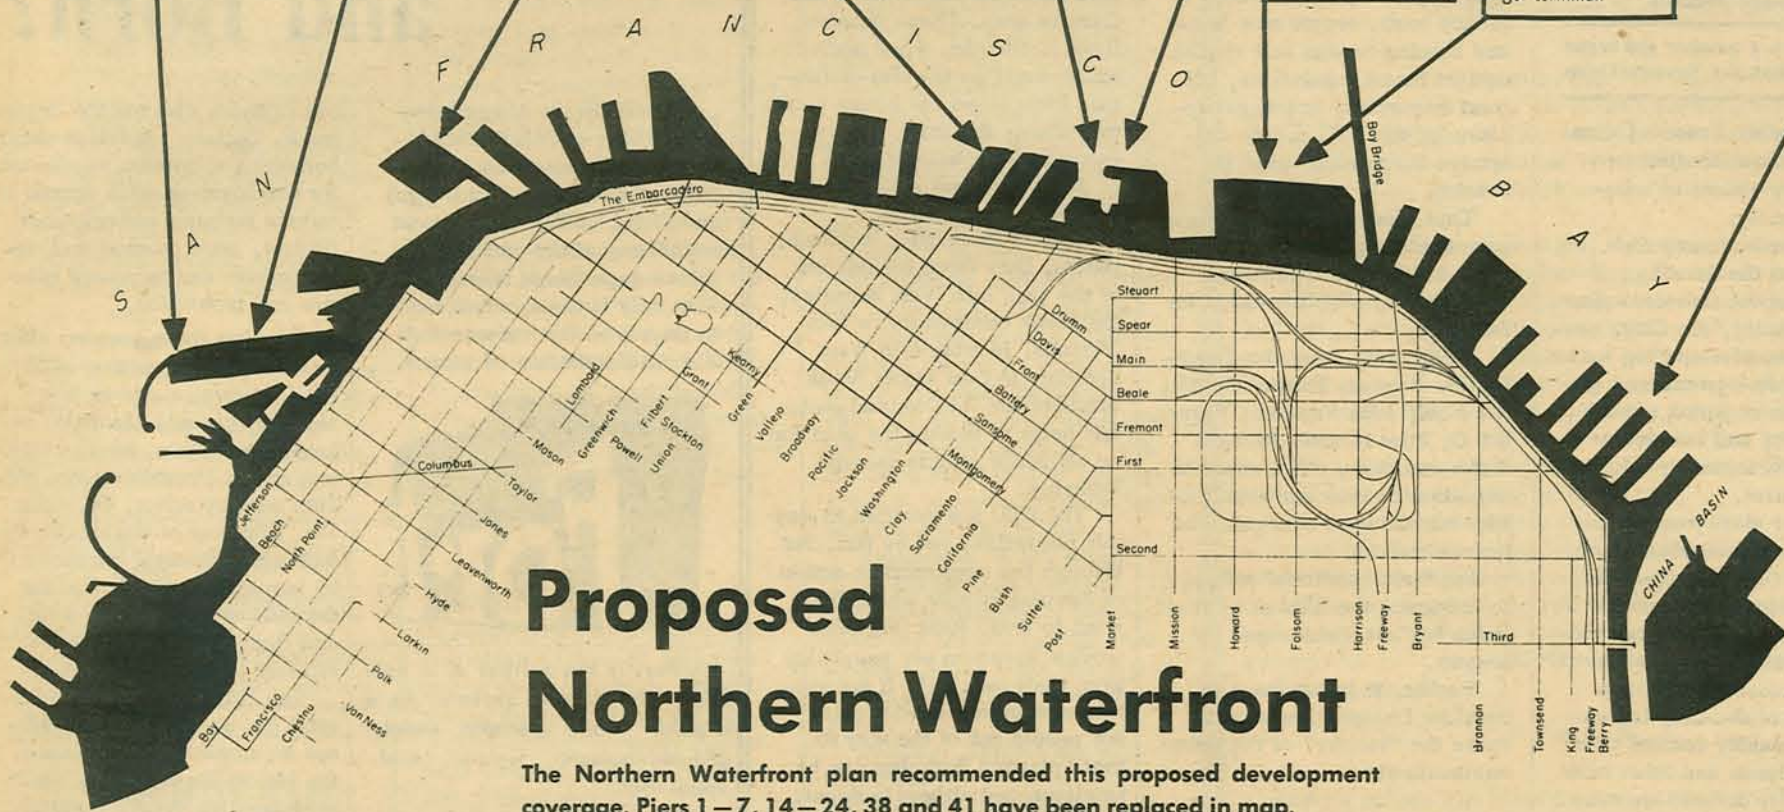 SAN FRANCISCO BAY
Bay Bridge
The Embarcadero
Steuart
Spear
Main
Beale
Fremont
First
Second
Third
Drumm
Davis
Front
Battery
Sansome
Montgomery
Kearny
Grant
Stockton
Powell
Mason
Taylor
Jones
Leavenworth
Hyde
Larkin
Polk
Van Ness
Columbus
Jefferson
Beach
North Point
Bay
Francisco
Chestnu
Lombard
Greenwich
Filbert
Union
Green
Vallejo
Broadway
Pacific
Jackson
Washington
Clay
Sacramento
California
Pine
Bush
Sutter
Post
Market
Mission
Howard
Folsom
Harrison
Freeway
Bryant
Brannan
Townsend
King
Freeway
Berry
CHINA BASIN
Proposed
Northern Waterfront
The Northern Waterfront plan recommended this proposed development
coverage. Piers 1—7, 14—24, 38 and 41 have been replaced in map.